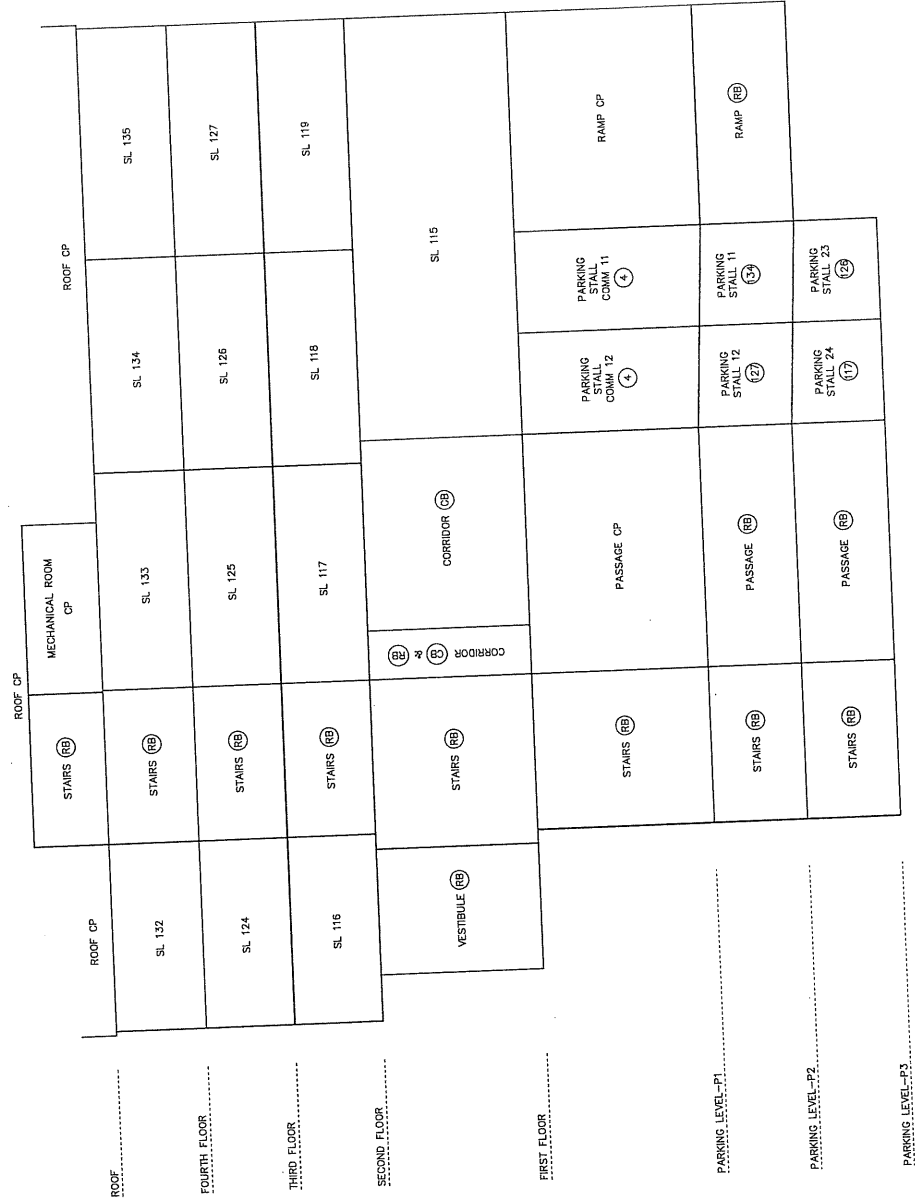 ROOF CP
ROOF CP
MECHANICAL ROOM
CP
STAIRS RB
ROOF CP
ROOF
SL 132
STAIRS RB
SL 133
SL 134
SL 135
FOURTH FLOOR
SL 124
STAIRS RB
SL 125
SL 126
SL 127
THIRD FLOOR
SL 116
STAIRS RB
SL 117
SL 118
SL 119
SECOND FLOOR
VESTIBULE RB
STAIRS RB
CORRIDOR CB & RB
CORRIDOR CB
SL 115
FIRST FLOOR
STAIRS RB
PASSAGE CP
PARKING
STALL
COMM 12
4
PARKING
STALL
COMM 11
4
RAMP CP
PARKING LEVEL-P1
STAIRS RB
PASSAGE RB
PARKING
STALL 12
127
PARKING
STALL 11
134
RAMP RB
PARKING LEVEL-P2
STAIRS RB
PASSAGE RB
PARKING
STALL 24
117
PARKING
STALL 23
126
PARKING LEVEL-P3